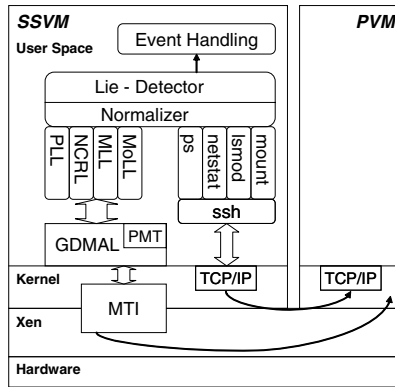 SSVM
PVM
User Space
Event Handling
Lie - Detector
Normalizer
PLL
NCRL
MLL
MoLL
ps
netstat
lsmod
mount
ssh
GDMAL
PMT
Kernel
TCP/IP
TCP/IP
MTI
Xen
Hardware